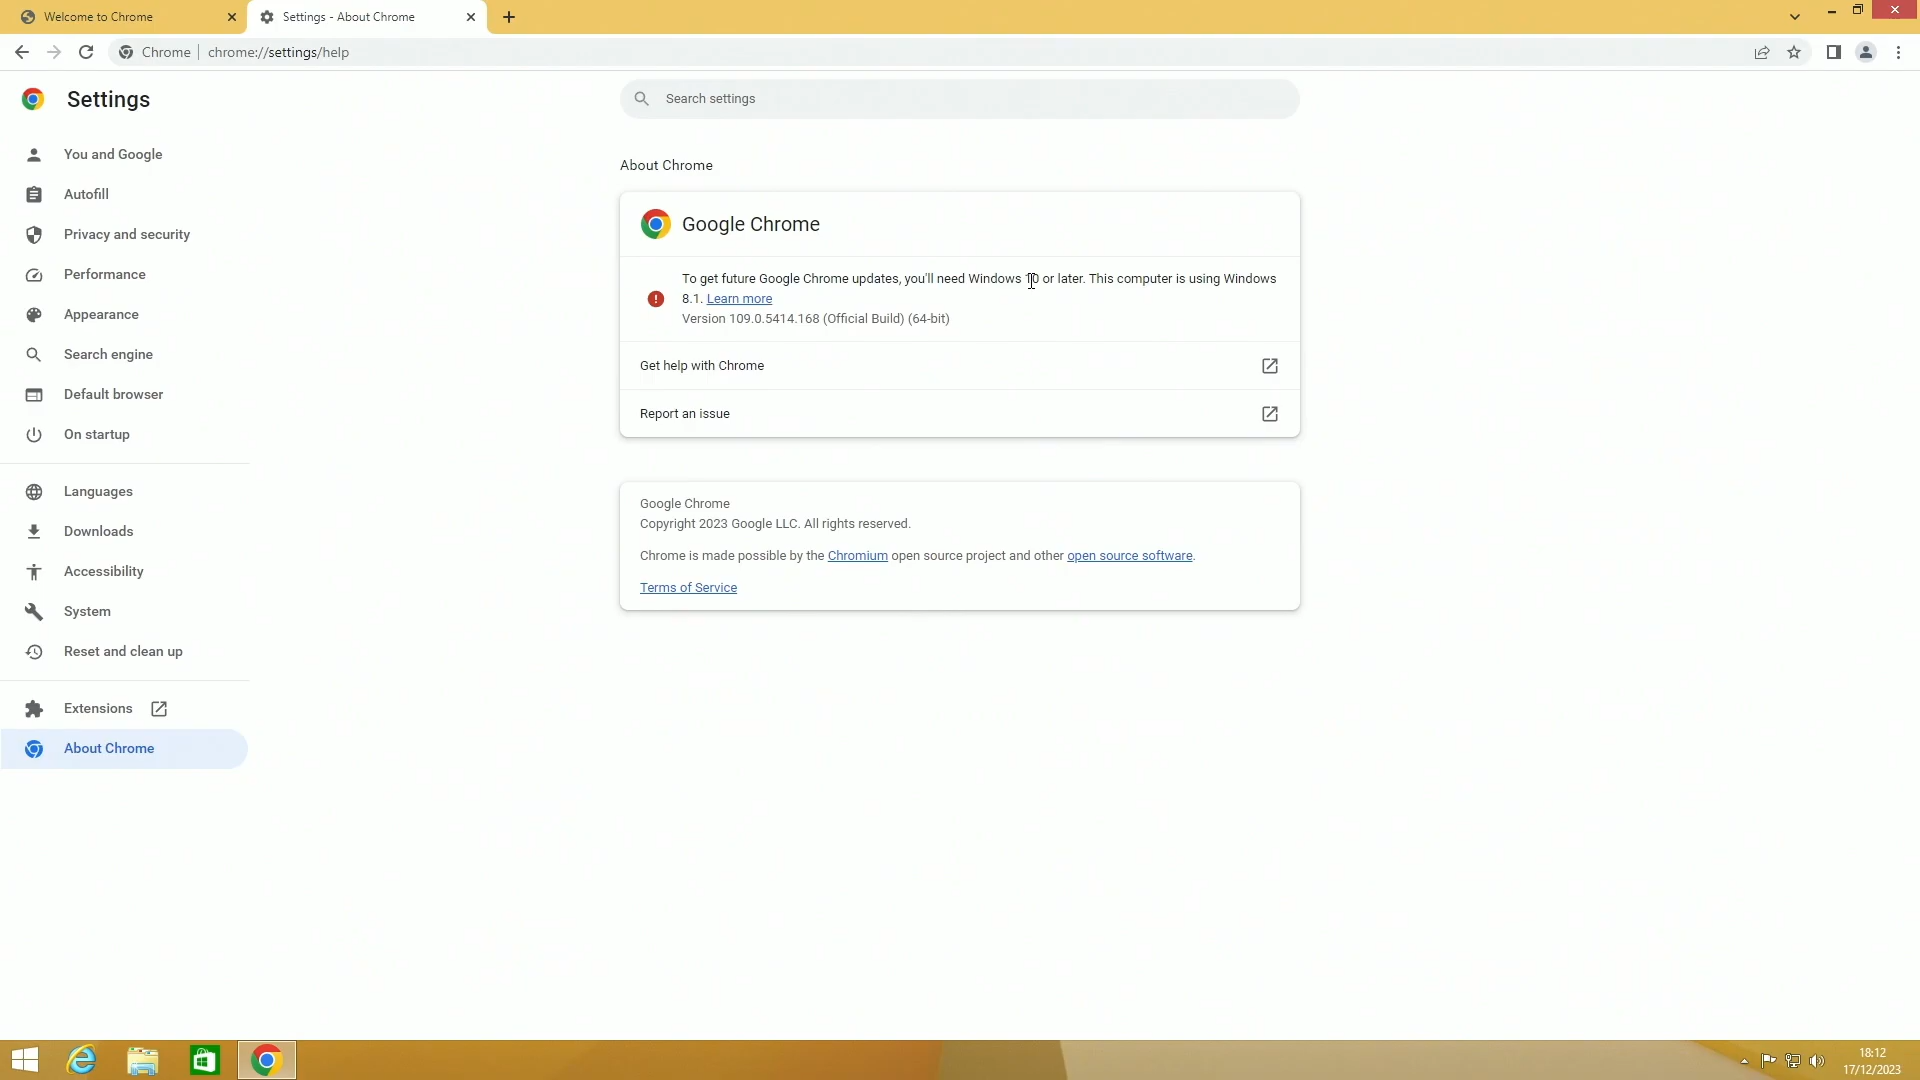 Welcome to Chrome
Settings - About Chrome
Chrome
chrome://settings/help
Settings
Search settings
You and Google
Autofill
Privacy and security
Performance
Appearance
Search engine
Default browser
On startup
Languages
Downloads
Accessibility
System
Reset and clean up
Extensions
About Chrome
About Chrome
Google Chrome
To get future Google Chrome updates, you'll need Windows 10 or later. This computer is using Windows
8.1. Learn more
Version 109.0.5414.168 (Official Build) (64-bit)
Get help with Chrome
Report an issue
Google Chrome
Copyright 2023 Google LLC. All rights reserved.
Chrome is made possible by the Chromium open source project and other open source software.
Terms of Service
18:12
17/12/2023